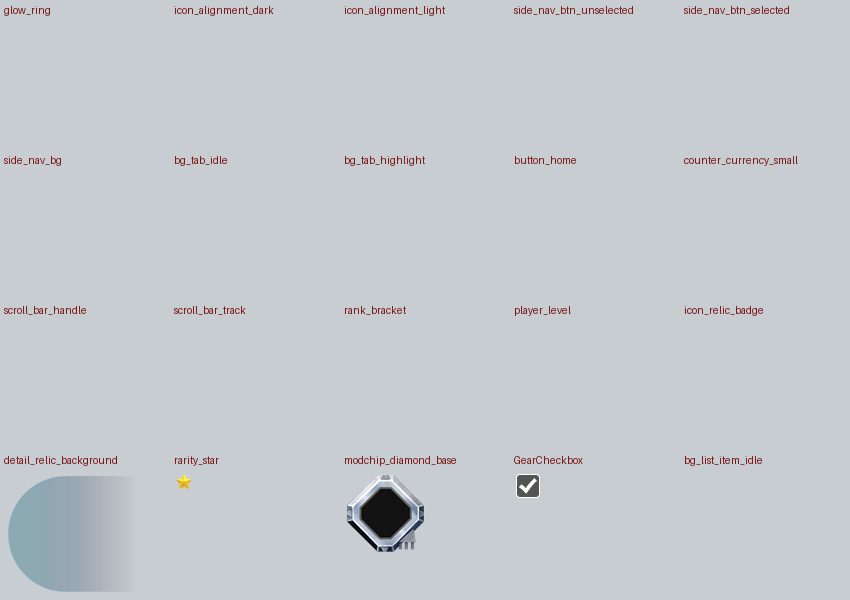 glow_ring
icon_alignment_dark
icon_alignment_light
side_nav_btn_unselected
side_nav_btn_selected
side_nav_bg
bg_tab_idle
bg_tab_highlight
button_home
counter_currency_small
scroll_bar_handle
scroll_bar_track
rank_bracket
player_level
icon_relic_badge
detail_relic_background
rarity_star
modchip_diamond_base
GearCheckbox
bg_list_item_idle